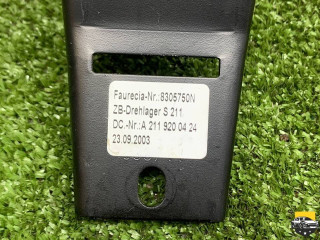 Faurecia-Nr.:8305750N
ZB-Drehlager S 211
DC.-Nr.:A 211 920 04 24
23.09.2003